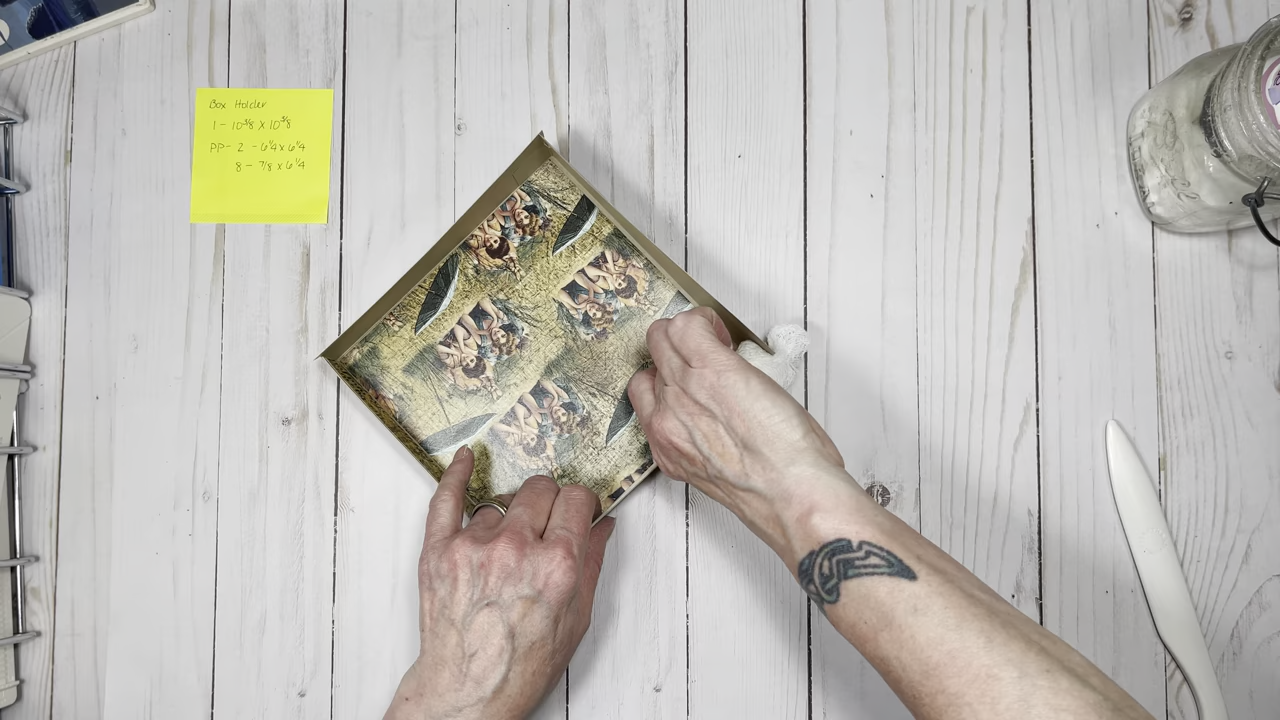 Box Holder
1 - 10 3/8 x 10 3/8
PP - 2 - 6 1/4 x 6 1/4
8 - 7/8 x 6 1/4